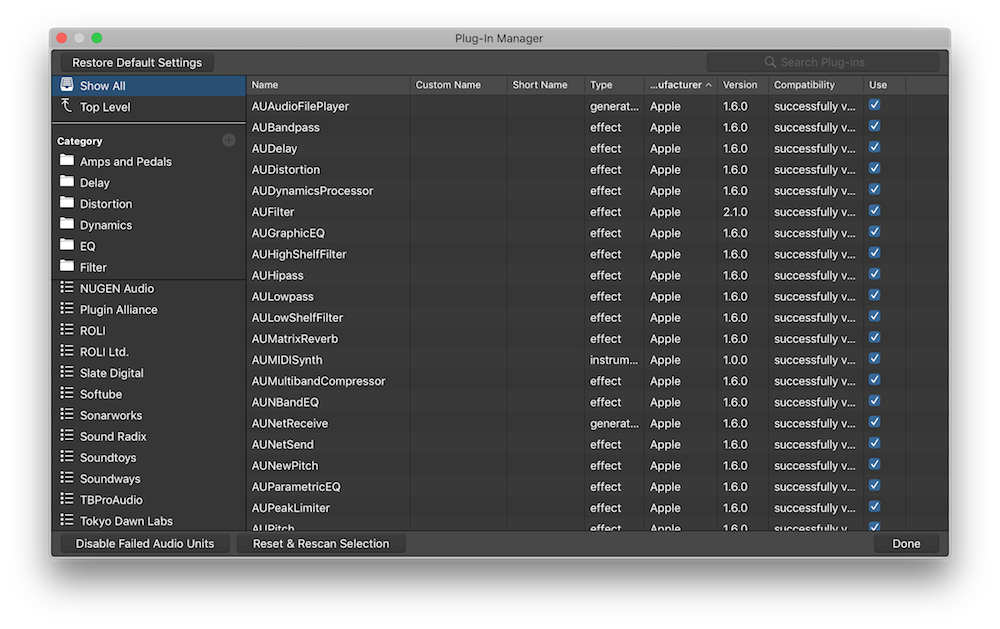 Plug-In Manager
Restore Default Settings
Search Plug-ins
Show All
Top Level
Category
Amps and Pedals
Delay
Distortion
Dynamics
EQ
Filter
NUGEN Audio
Plugin Alliance
ROLI
ROLI Ltd.
Slate Digital
Softube
Sonarworks
Sound Radix
Soundtoys
Soundways
TBProAudio
Tokyo Dawn Labs
Name Custom Name Short Name Type ...ufacturer Version Compatibility Use
AUAudioFilePlayer generat... Apple 1.6.0 successfully v...
AUBandpass effect Apple 1.6.0 successfully v...
AUDelay effect Apple 1.6.0 successfully v...
AUDistortion effect Apple 1.6.0 successfully v...
AUDynamicsProcessor effect Apple 1.6.0 successfully v...
AUFilter effect Apple 2.1.0 successfully v...
AUGraphicEQ effect Apple 1.6.0 successfully v...
AUHighShelfFilter effect Apple 1.6.0 successfully v...
AUHipass effect Apple 1.6.0 successfully v...
AULowpass effect Apple 1.6.0 successfully v...
AULowShelfFilter effect Apple 1.6.0 successfully v...
AUMatrixReverb effect Apple 1.6.0 successfully v...
AUMIDISynth instrum... Apple 1.0.0 successfully v...
AUMultibandCompressor effect Apple 1.6.0 successfully v...
AUNBandEQ effect Apple 1.6.0 successfully v...
AUNetReceive generat... Apple 1.6.0 successfully v...
AUNetSend effect Apple 1.6.0 successfully v...
AUNewPitch effect Apple 1.6.0 successfully v...
AUParametricEQ effect Apple 1.6.0 successfully v...
AUPeakLimiter effect Apple 1.6.0 successfully v...
AUPitch effect Apple 1.6.0 successfully v...
Disable Failed Audio Units
Reset & Rescan Selection
Done